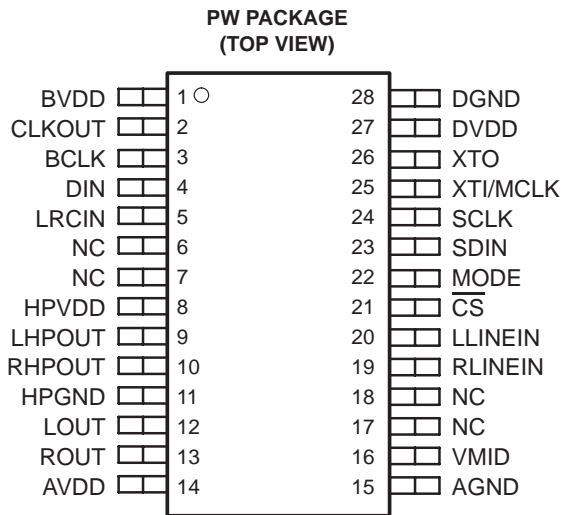 PW PACKAGE
(TOP VIEW)
BVDD 1 28 DGND
CLKOUT 2 27 DVDD
BCLK 3 26 XTO
DIN 4 25 XTI/MCLK
LRCIN 5 24 SCLK
NC 6 23 SDIN
NC 7 22 MODE
HPVDD 8 21 C̅S̅
LHPOUT 9 20 LLINEIN
RHPOUT 10 19 RLINEIN
HPGND 11 18 NC
LOUT 12 17 NC
ROUT 13 16 VMID
AVDD 14 15 AGND